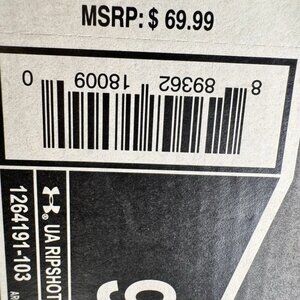 MSRP: $ 69.99
8 89362 18009 0
UA RIPSHOT
1264191-103